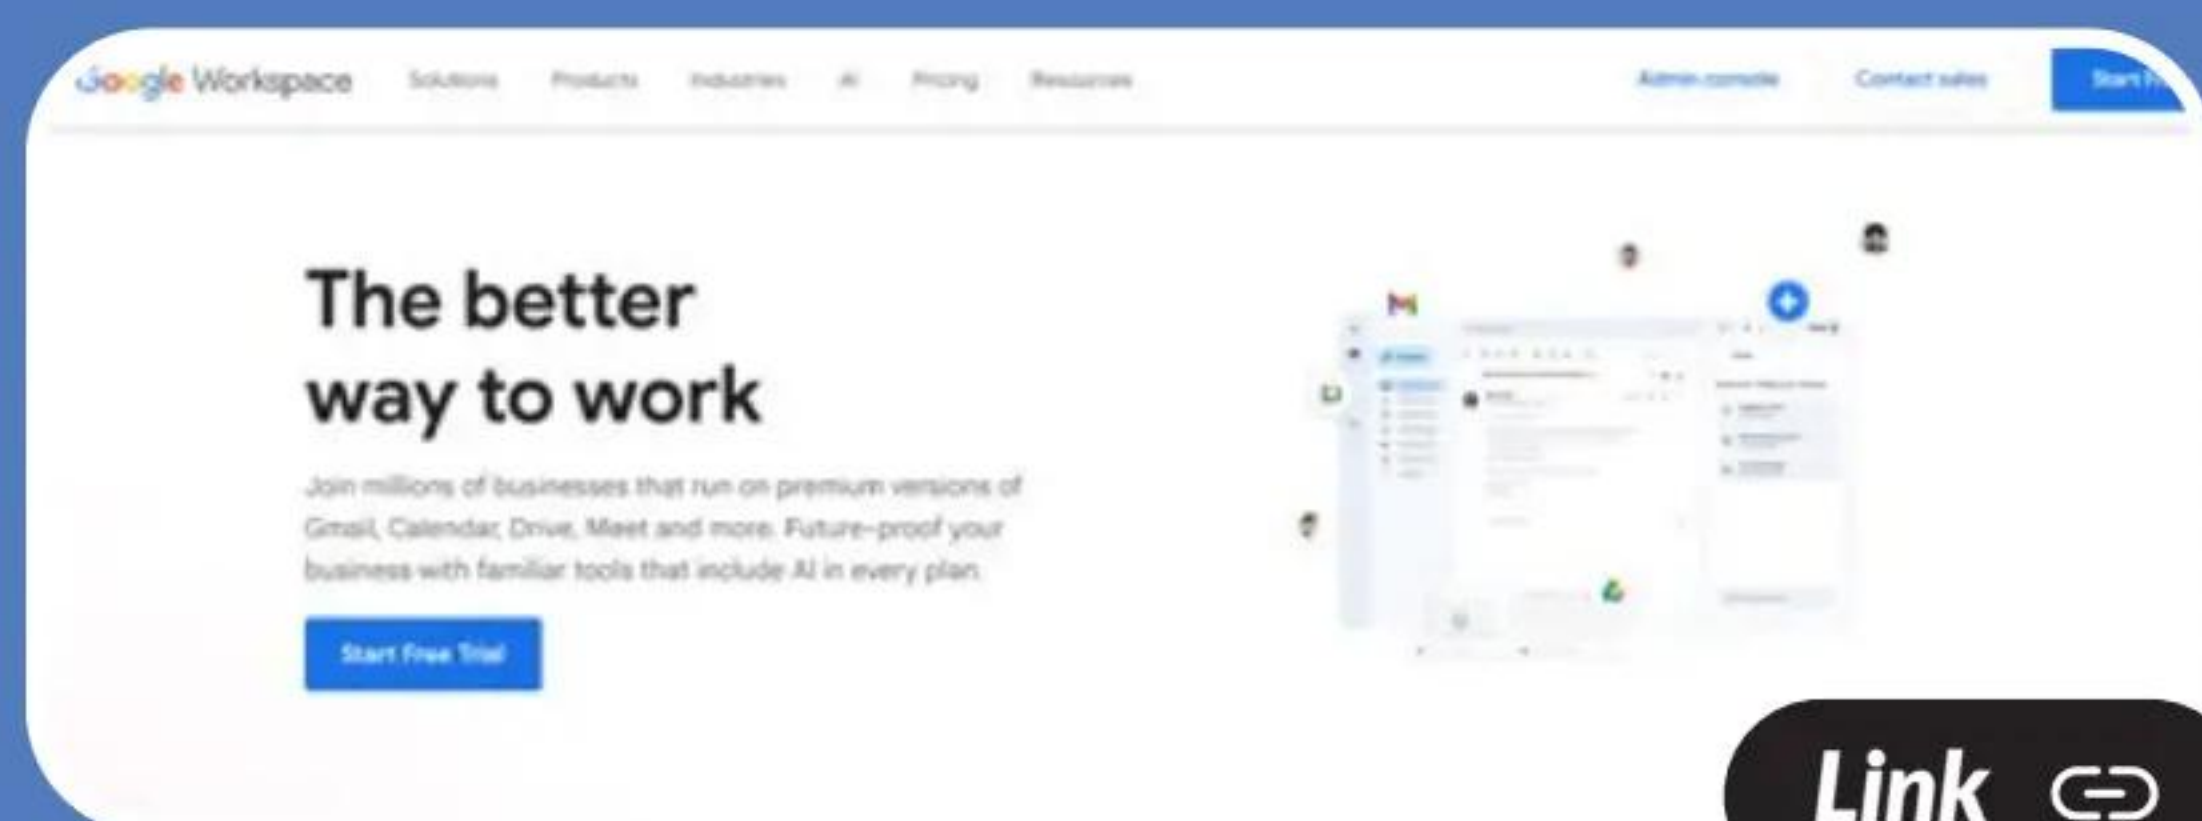 Google Workspace Solutions Products Industries AI Pricing Resources Admin console Contact sales Start
The better
way to work
Join millions of businesses that run on premium versions of
Gmail, Calendar, Drive, Meet and more. Future-proof your
business with familiar tools that include AI in every plan.
Start Free Trial
Link